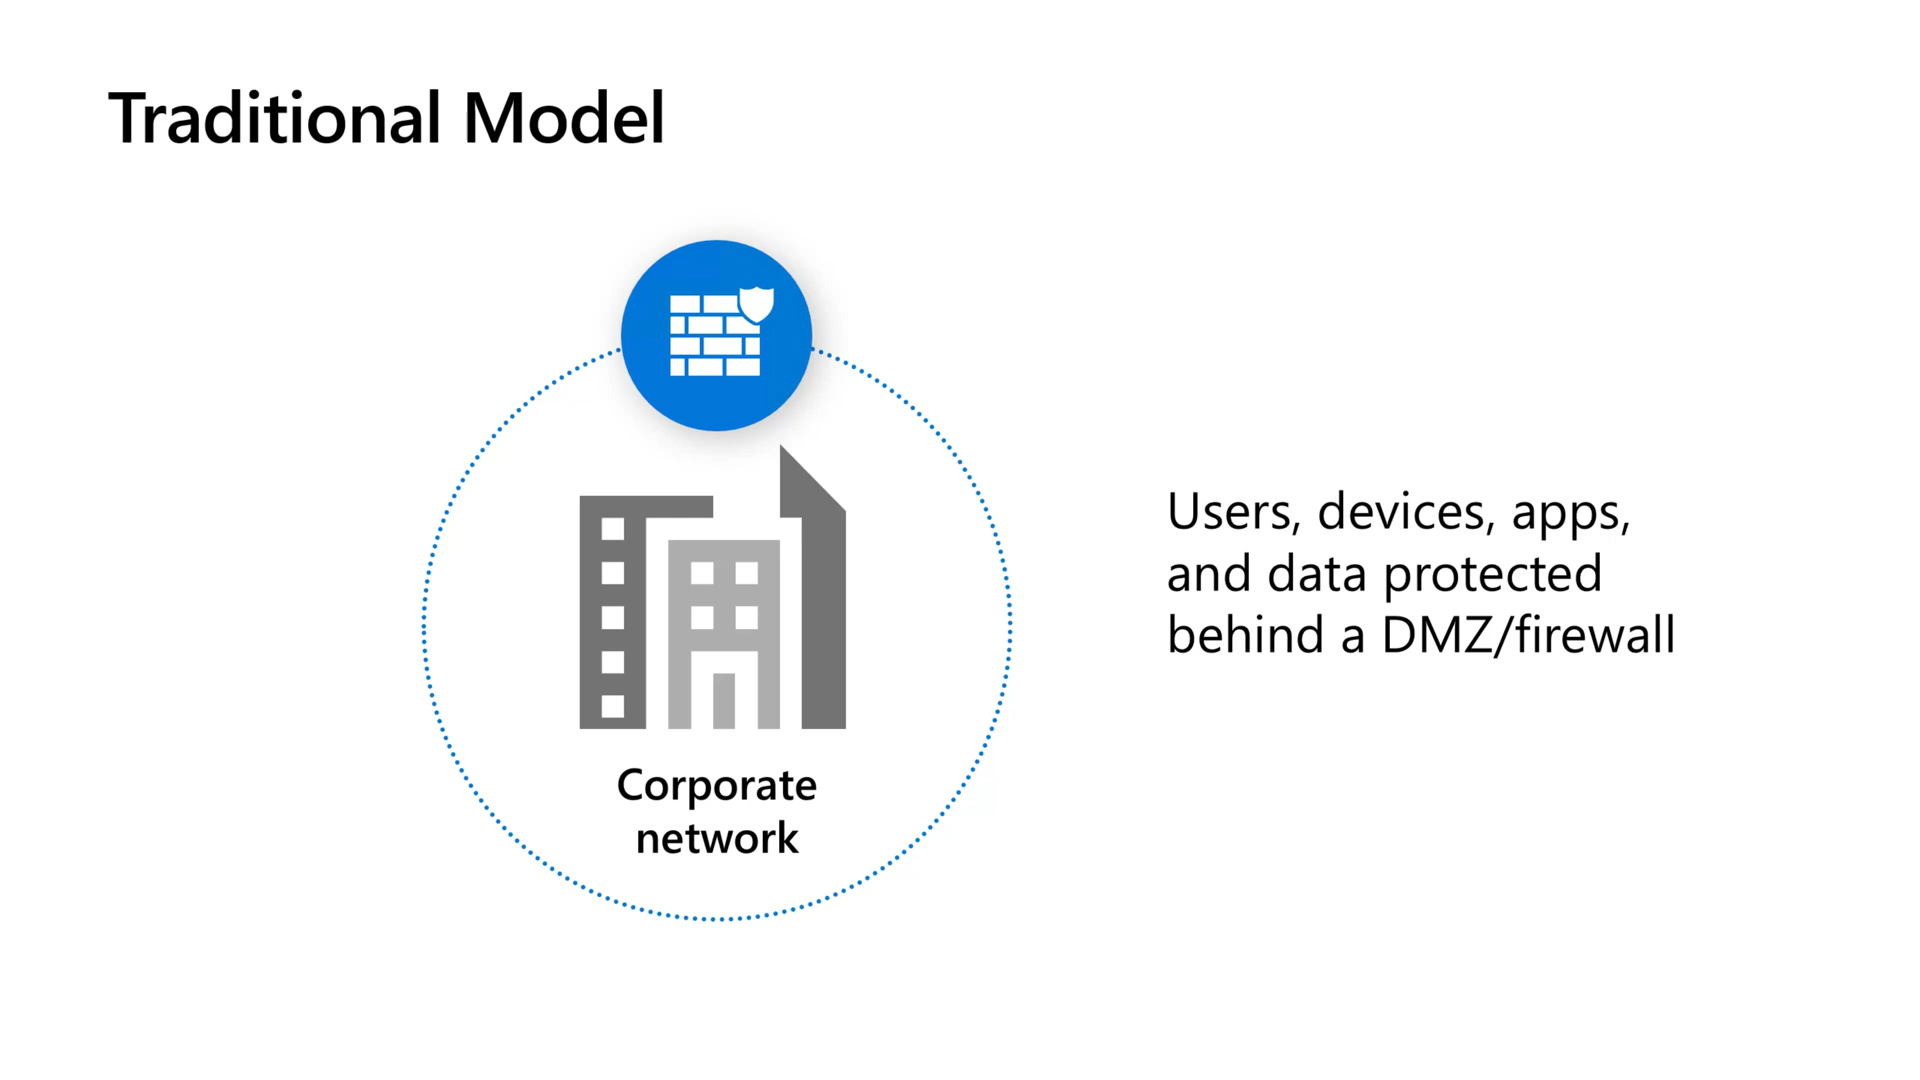 Traditional Model
Corporate
network
Users, devices, apps,
and data protected
behind a DMZ/firewall